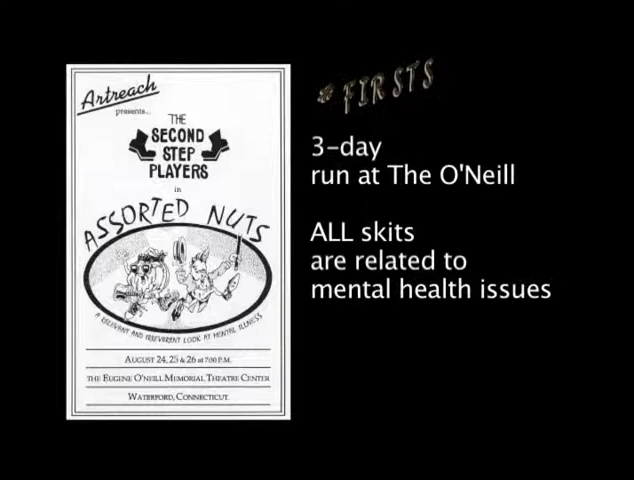 Artreach
presents...
THE
SECOND
STEP
PLAYERS
in
ASSORTED NUTS
A RELEVANT AND IRREVERENT LOOK AT MENTAL ILLNESS
AUGUST 24, 25 & 26 at 7:00 P.M.
THE EUGENE O'NEILL MEMORIAL THEATRE CENTER
WATERFORD, CONNECTICUT.
FIRSTS
3-day
run at The O'Neill
ALL skits
are related to
mental health issues